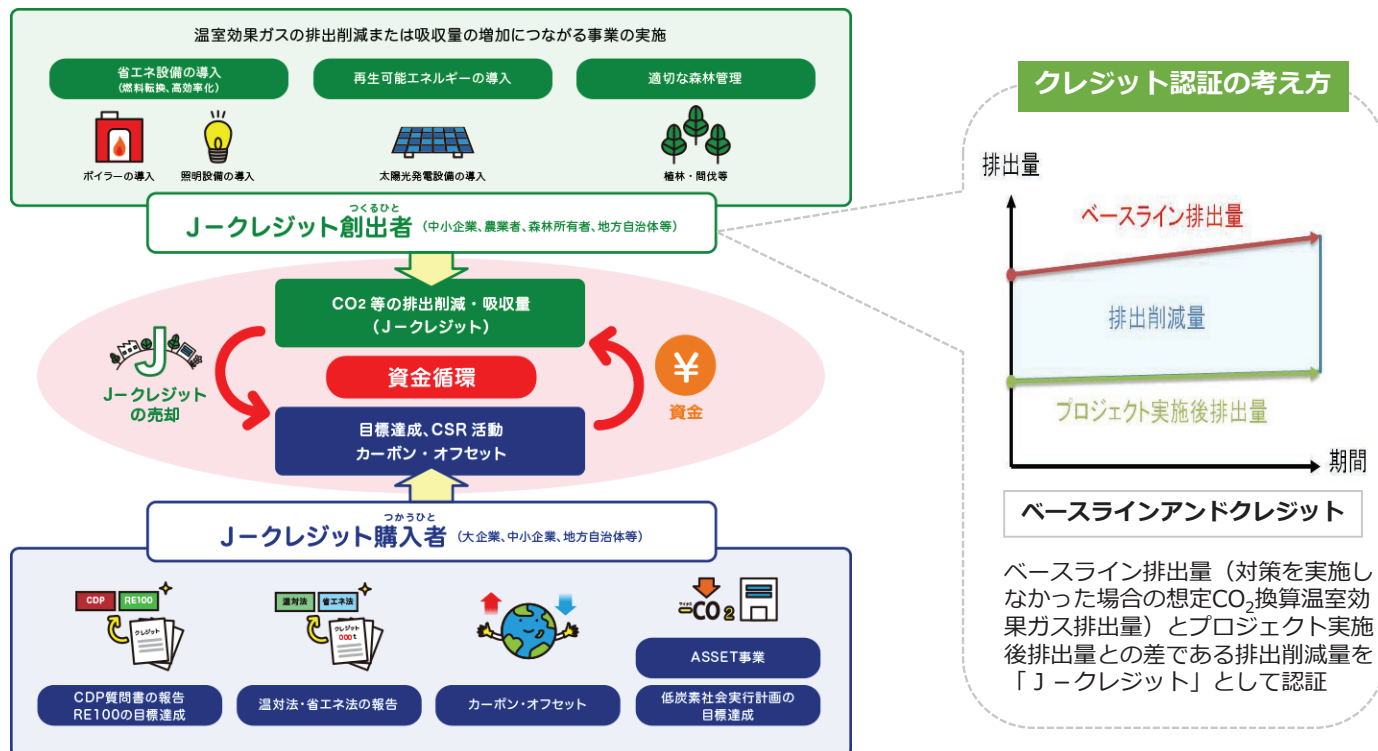 温室効果ガスの排出削減または吸収量の増加につながる事業の実施
省エネ設備の導入
(燃料転換、高効率化)
再生可能エネルギーの導入
適切な森林管理
ボイラーの導入
照明設備の導入
太陽光発電設備の導入
植林・間伐等
つくるひと
J－クレジット創出者（中小企業、農業者、森林所有者、地方自治体等）
CO2 等の排出削減・吸収量
（J－クレジット）
J
J－クレジット
の売却
資金循環
¥
資金
目標達成、CSR 活動
カーボン・オフセット
つかうひと
J－クレジット購入者（大企業、中小企業、地方自治体等）
CDP
RE100
クレジット
CDP質問書の報告
RE100の目標達成
温対法
省エネ法
クレジット
000t
温対法・省エネ法の報告
カーボン・オフセット
マイナス
-CO2
ASSET事業
低炭素社会実行計画の
目標達成
クレジット認証の考え方
排出量
ベースライン排出量
排出削減量
プロジェクト実施後排出量
期間
ベースラインアンドクレジット
ベースライン排出量（対策を実施し
なかった場合の想定CO2換算温室効
果ガス排出量）とプロジェクト実施
後排出量との差である排出削減量を
「J－クレジット」として認証